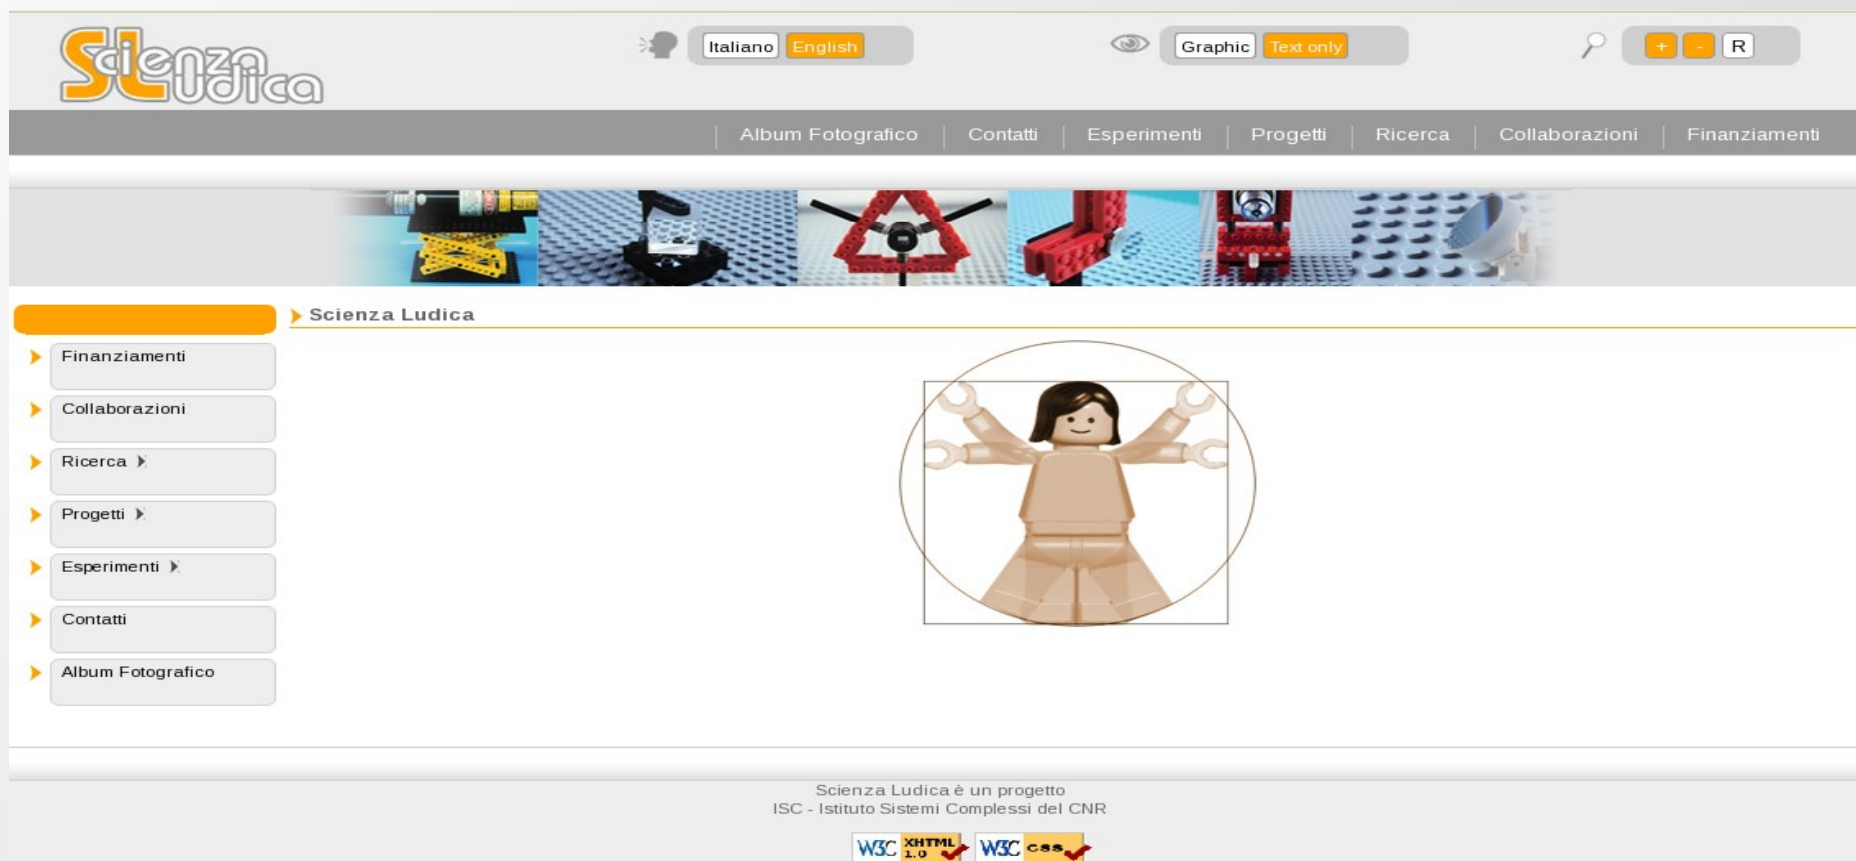 Scienza
Ludica
Italiano English
Graphic Text only
+ - R
Album Fotografico Contatti Esperimenti Progetti Ricerca Collaborazioni Finanziamenti
Scienza Ludica
Finanziamenti
Collaborazioni
Ricerca
Progetti
Esperimenti
Contatti
Album Fotografico
Scienza Ludica è un progetto
ISC - Istituto Sistemi Complessi del CNR
W3C XHTML 1.0 W3C css